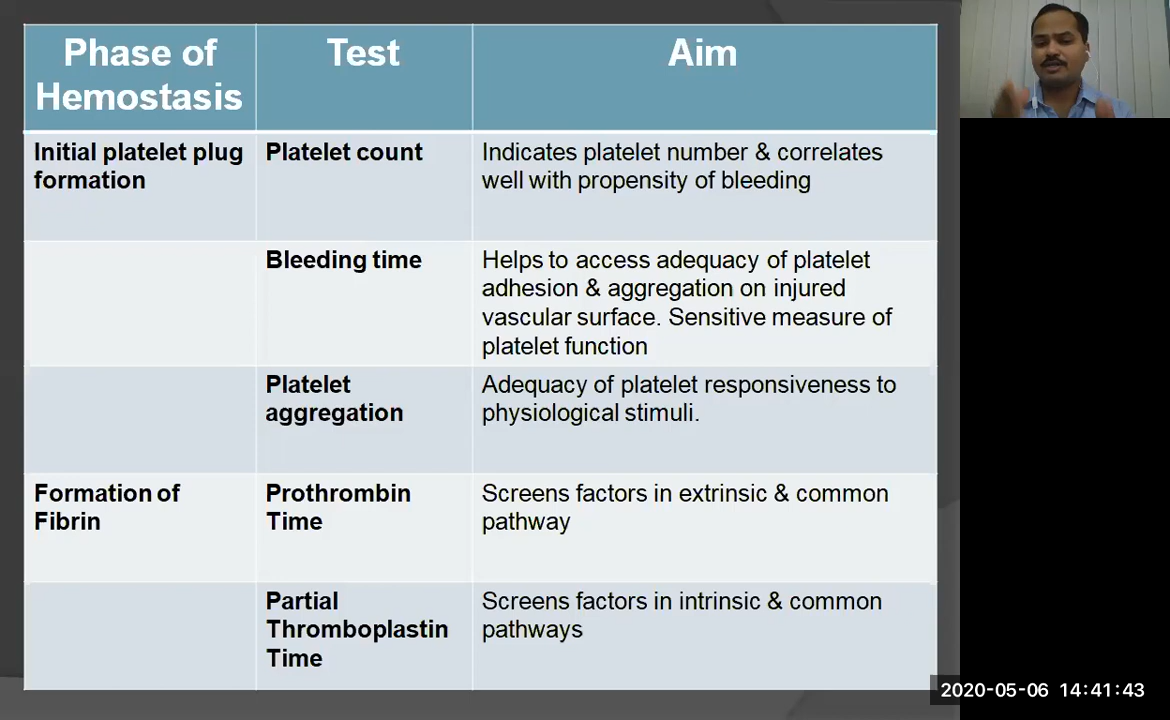 Phase of
Hemostasis
Test
Aim
Initial platelet plug
formation
Platelet count
Indicates platelet number & correlates
well with propensity of bleeding
Bleeding time
Helps to access adequacy of platelet
adhesion & aggregation on injured
vascular surface. Sensitive measure of
platelet function
Platelet
aggregation
Adequacy of platelet responsiveness to
physiological stimuli.
Formation of
Fibrin
Prothrombin
Time
Screens factors in extrinsic & common
pathway
Partial
Thromboplastin
Time
Screens factors in intrinsic & common
pathways
2020-05-06 14:41:43